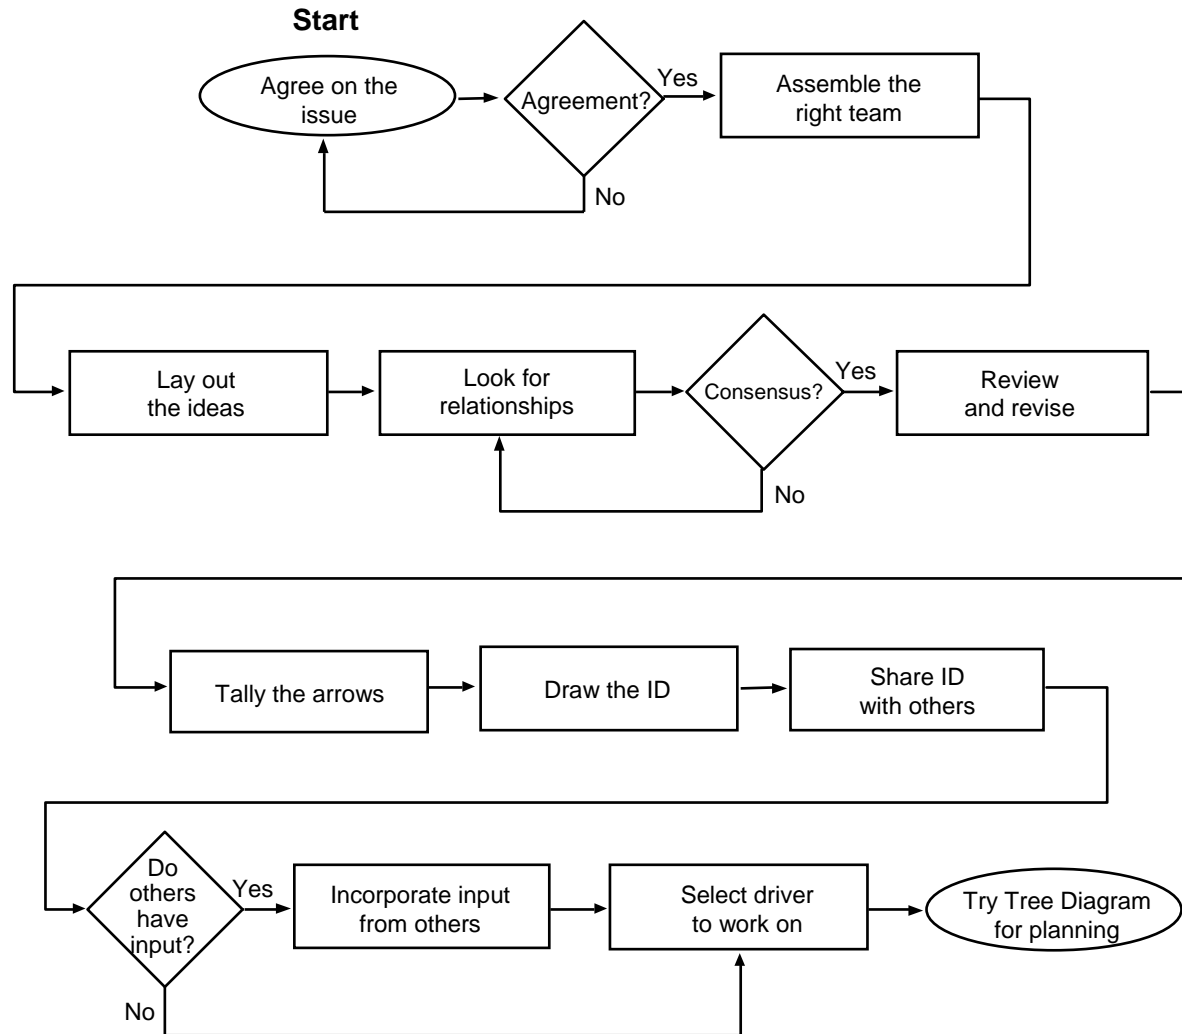 Start
Agree on the
issue
Agreement?
Yes
No
Assemble the
right team
Lay out
the ideas
Look for
relationships
Consensus?
Yes
No
Review
and revise
Tally the arrows
Draw the ID
Share ID
with others
Do
others
have
input?
Yes
No
Incorporate input
from others
Select driver
to work on
Try Tree Diagram
for planning